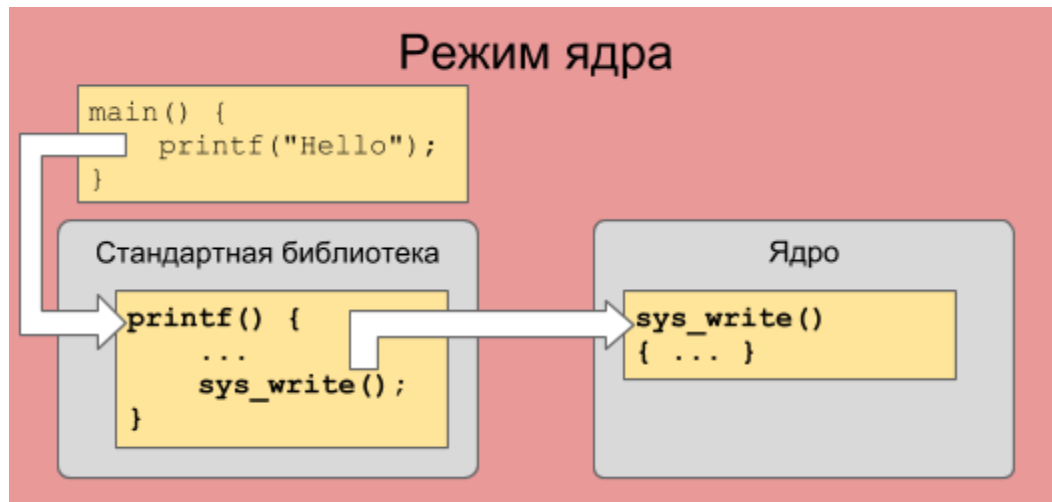 Режим ядра
main() {
printf("Hello");
}
Стандартная библиотека
printf() {
...
sys_write();
}
Ядро
sys_write()
{ ... }